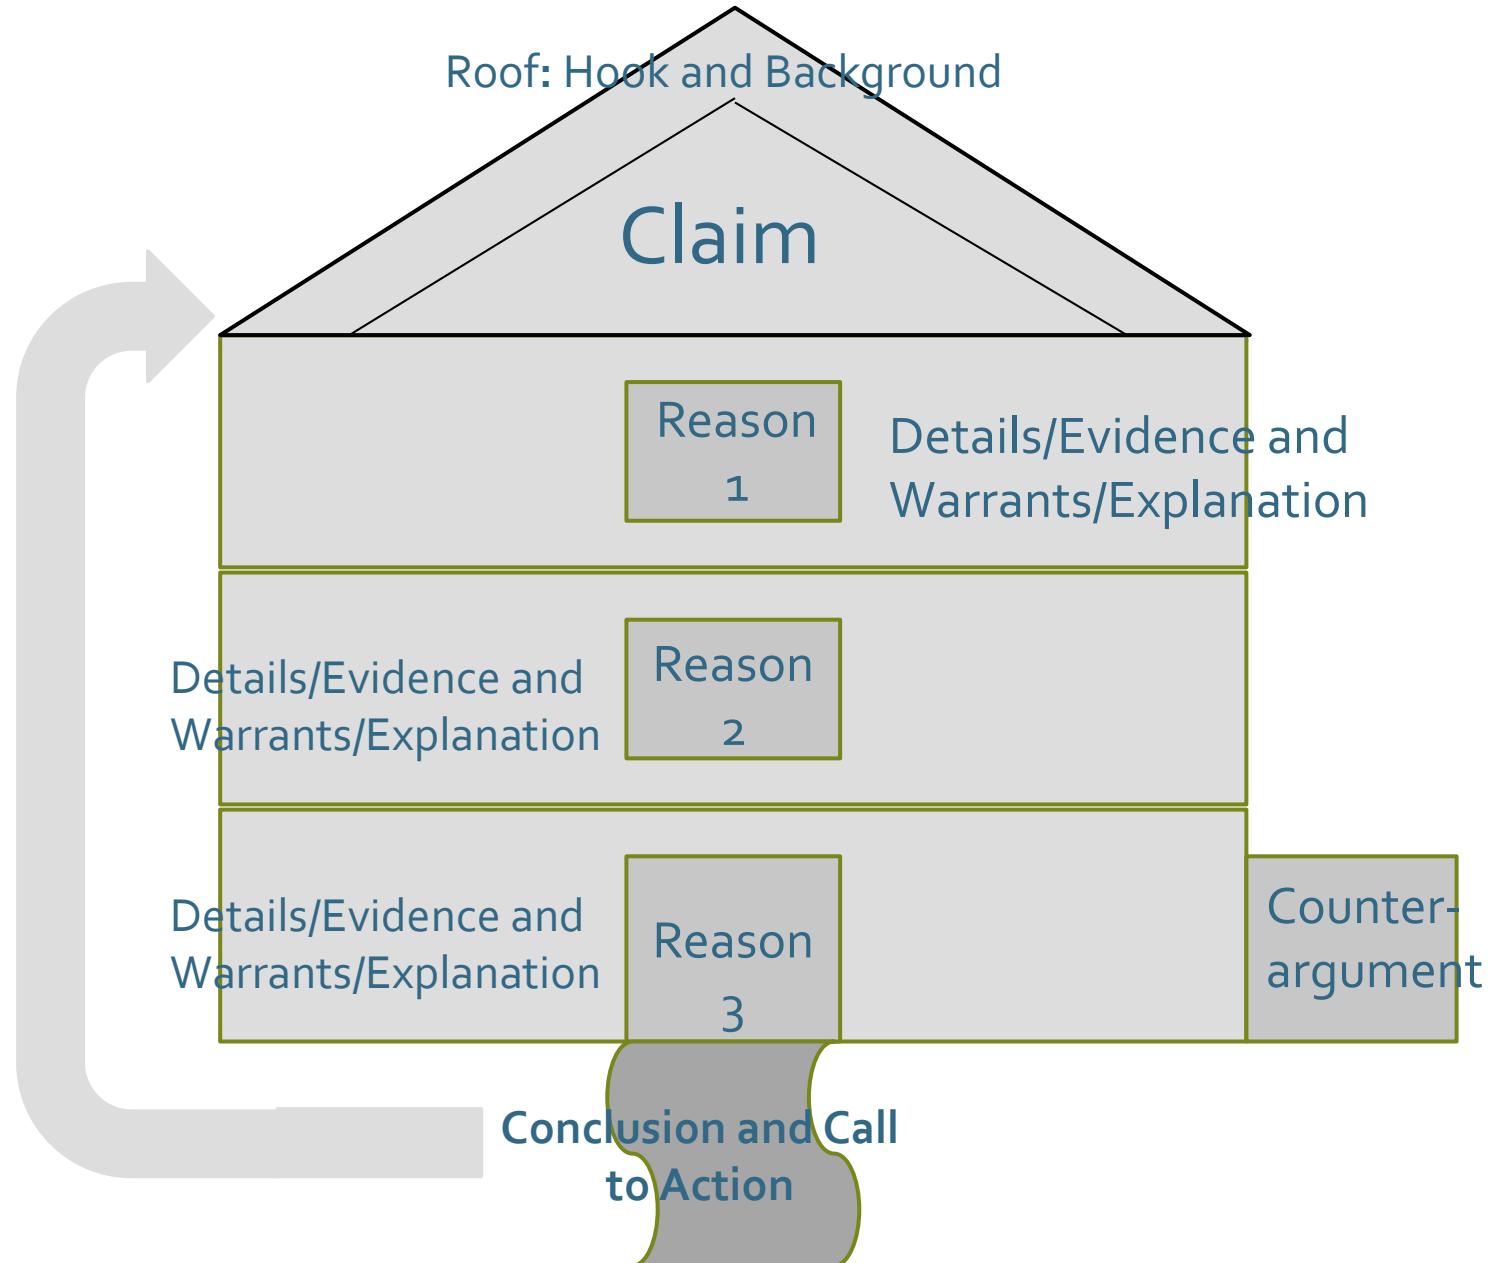 Roof: Hook and Background
Claim
Reason
1
Details/Evidence and
Warrants/Explanation
Details/Evidence and
Warrants/Explanation
Reason
2
Details/Evidence and
Warrants/Explanation
Reason
3
Counter-
argument
Conclusion and Call
to Action